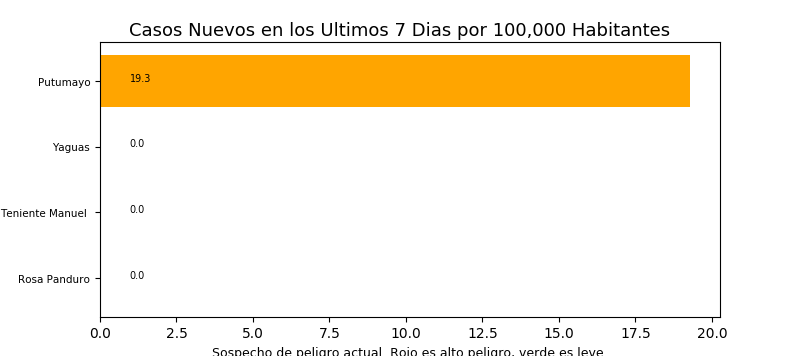 Casos Nuevos en los Ultimos 7 Dias por 100,000 Habitantes
Putumayo
19.3
Yaguas
0.0
Teniente Manuel
0.0
Rosa Panduro
0.0
0.0 2.5 5.0 7.5 10.0 12.5 15.0 17.5 20.0
Sospecho de peligro actual. Rojo es alto peligro, verde es leve